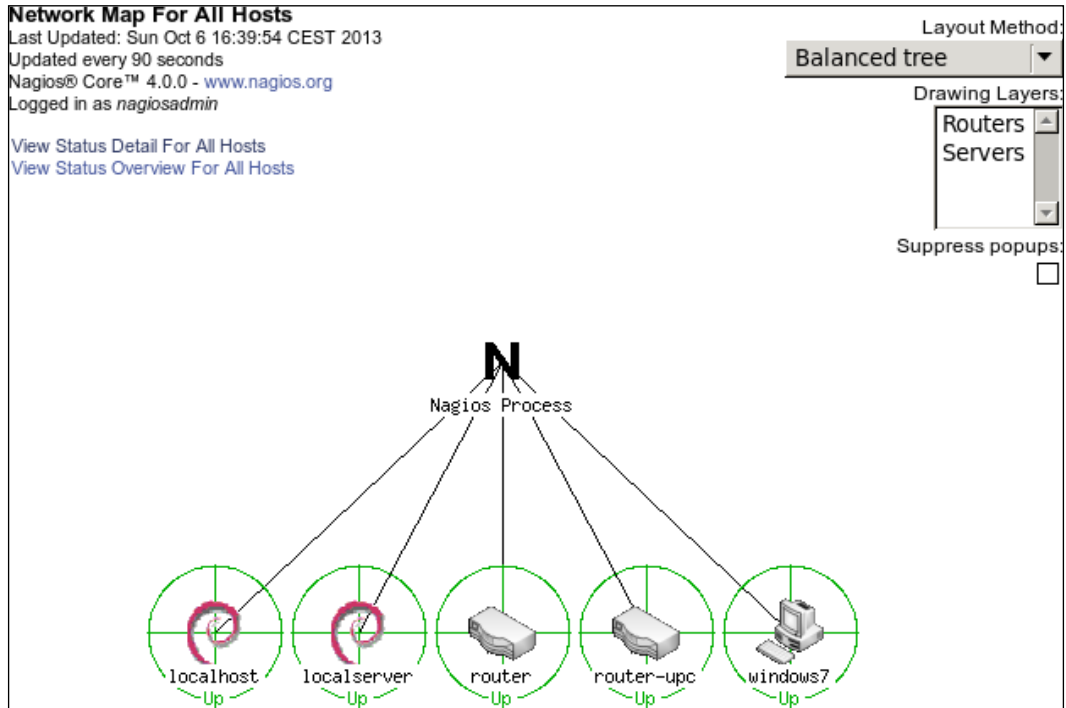 Network Map For All Hosts
Last Updated: Sun Oct 6 16:39:54 CEST 2013
Updated every 90 seconds
Nagios® Core™ 4.0.0 - www.nagios.org
Logged in as nagiosadmin
View Status Detail For All Hosts
View Status Overview For All Hosts
Layout Method:
Balanced tree
Drawing Layers:
Routers
Servers
Suppress popups:
N
Nagios Process
localhost
Up
localserver
Up
router
Up
router-upc
Up
windows7
Up